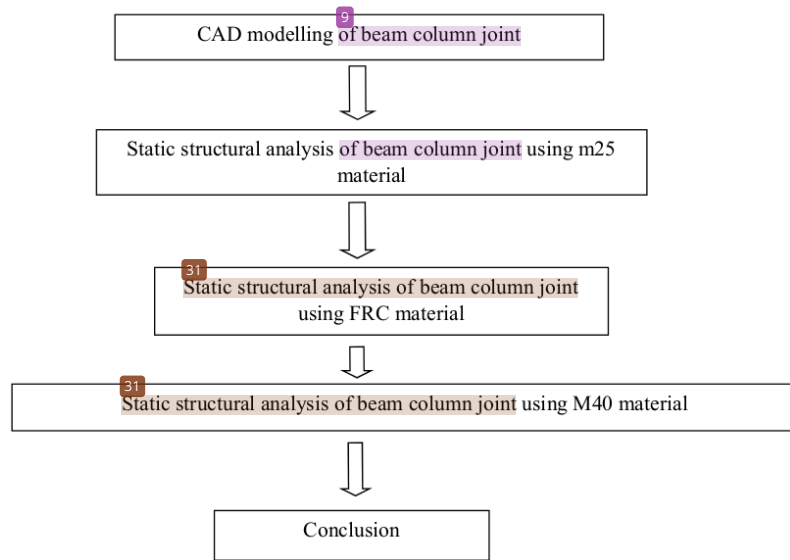 9
CAD modelling of beam column joint
Static structural analysis of beam column joint using m25
material
31
Static structural analysis of beam column joint
using FRC material
31
Static structural analysis of beam column joint using M40 material
Conclusion